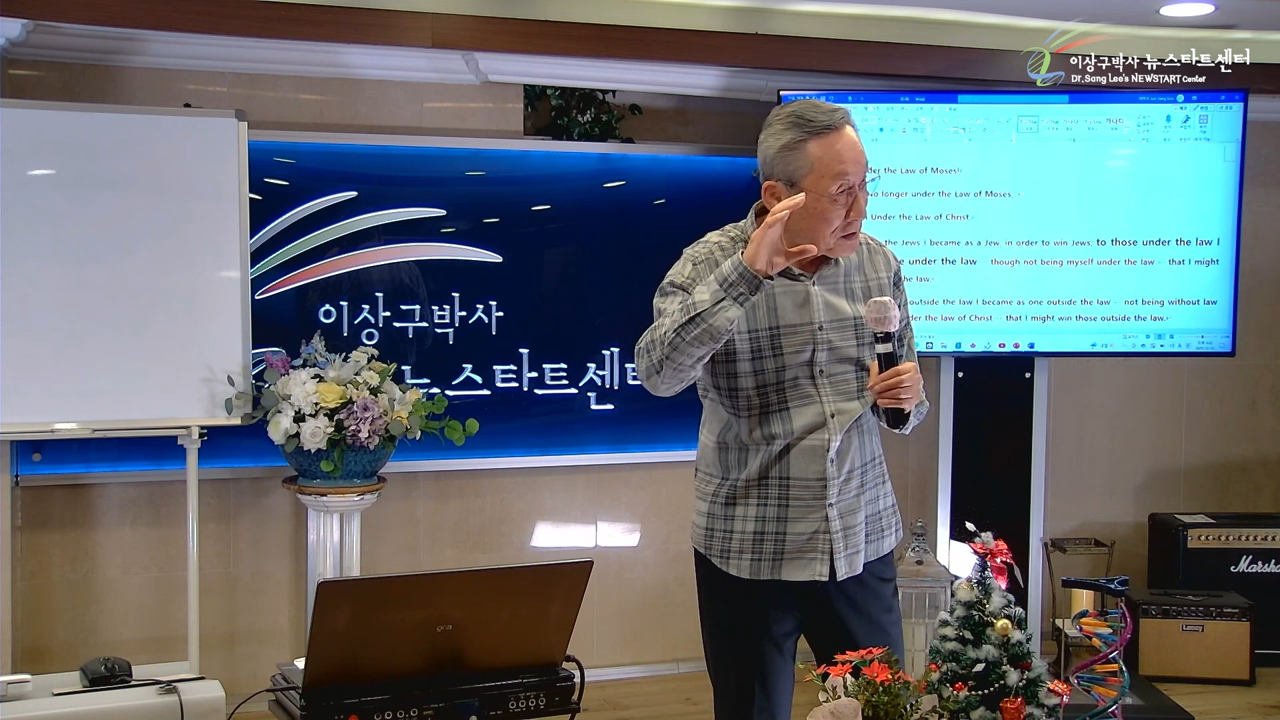 이상구박사 뉴스타트센터
Dr. Sang Lee's NEWSTART Center
이상구박사
뉴스타트센터
der the Law of Moses!
No longer under the Law of Moses,
Under the Law of Christ
the Jews I became as a Jew, in order to win Jews; to those under the law I
e under the law though not being myself under the law that I might
the law.
outside the law I became as one outside the law not being without law
der the law of Christ that I might win those outside the law.
gram
Marsha
Laney